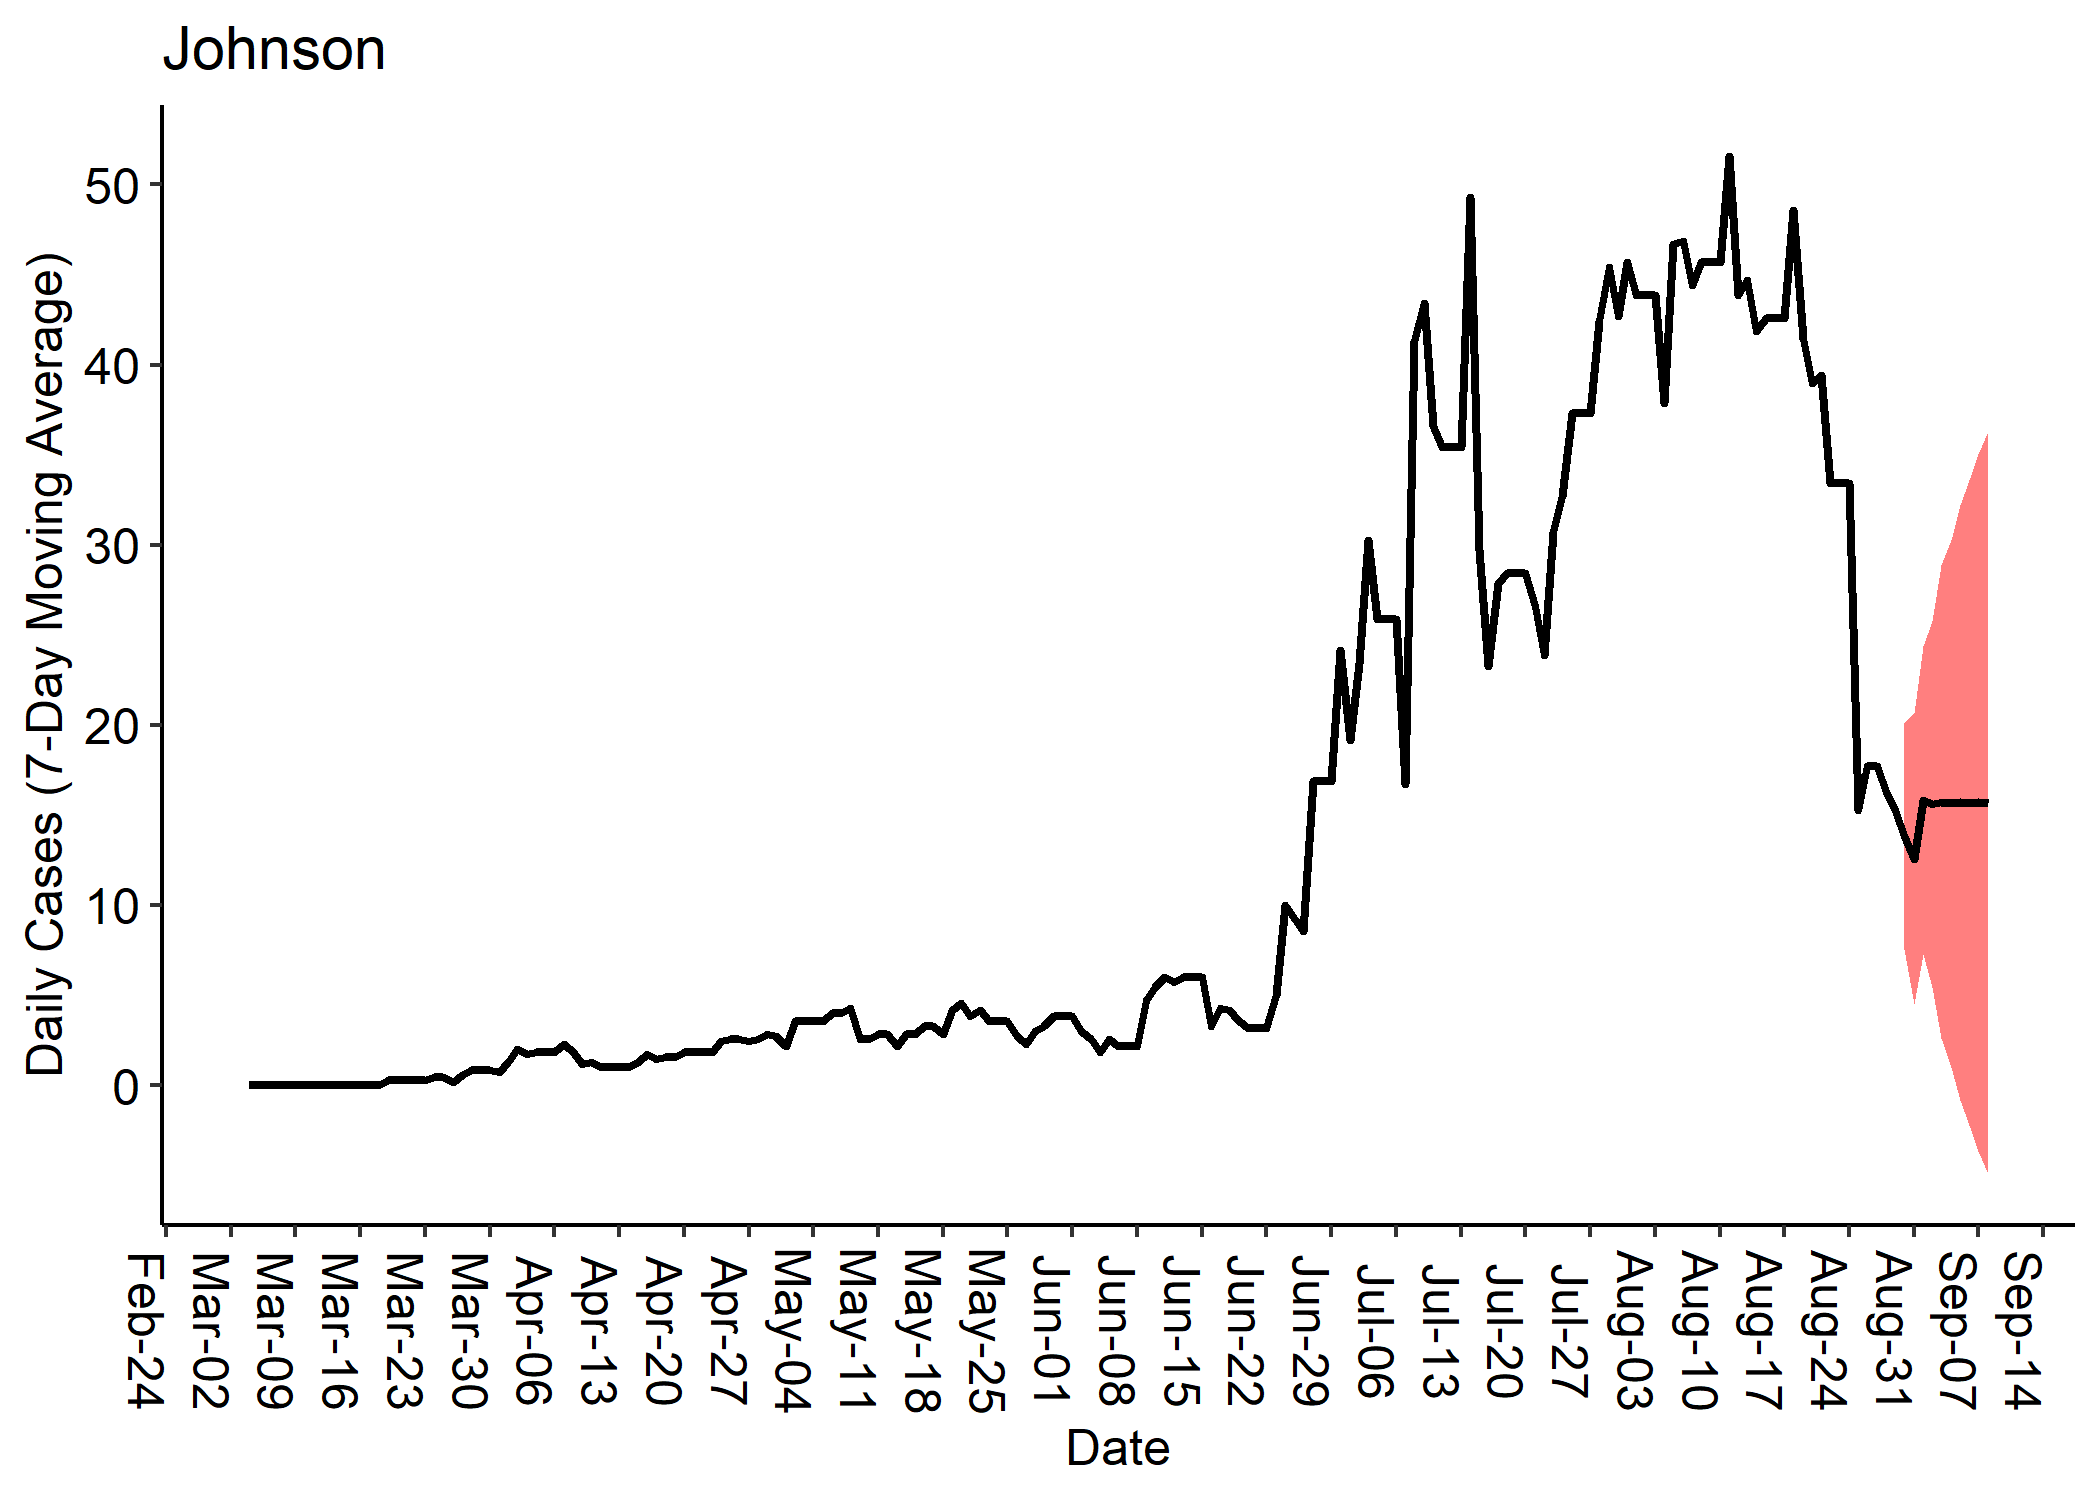 Johnson
Daily Cases (7-Day Moving Average)
50
40
30
20
10
0
Feb-24
Mar-02
Mar-09
Mar-16
Mar-23
Mar-30
Apr-06
Apr-13
Apr-20
Apr-27
May-04
May-11
May-18
May-25
Jun-01
Jun-08
Jun-15
Jun-22
Jun-29
Jul-06
Jul-13
Jul-20
Jul-27
Aug-03
Aug-10
Aug-17
Aug-24
Aug-31
Sep-07
Sep-14
Date